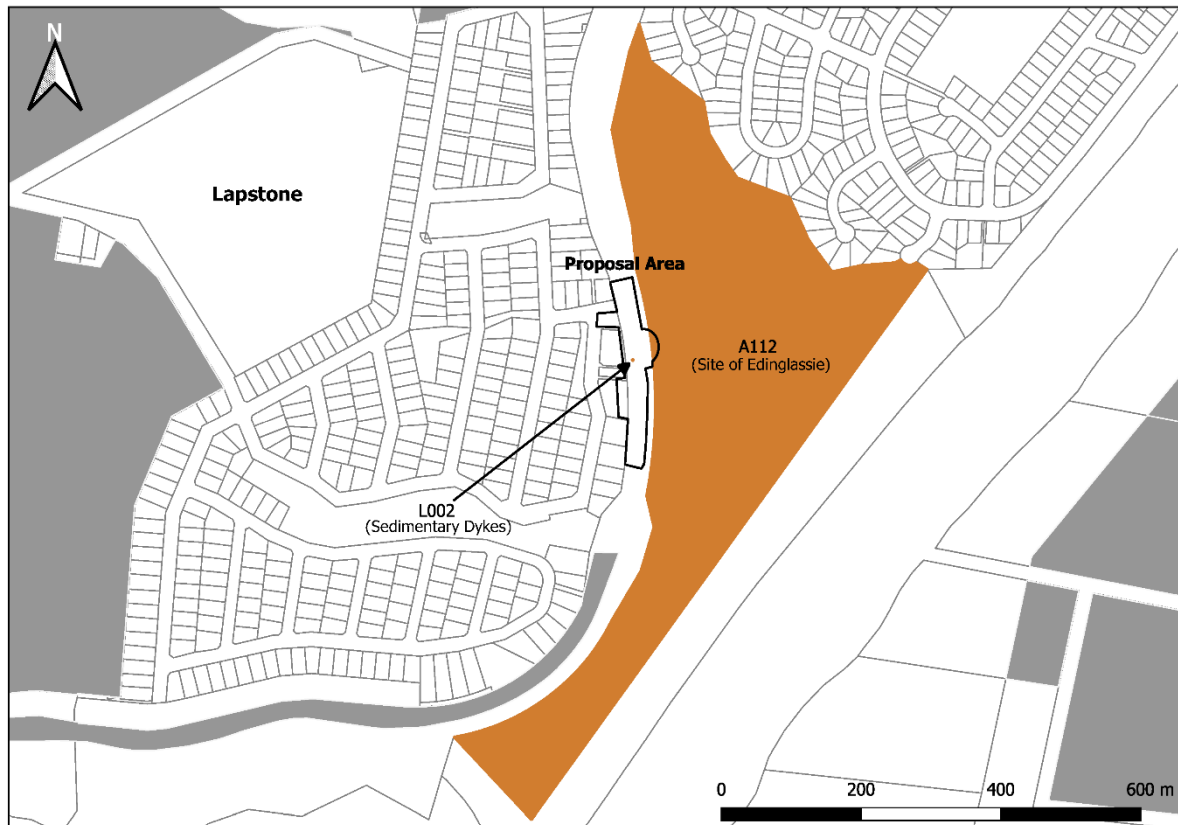 N
Lapstone
Proposal Area
A112
(Site of Edinglassie)
L002
(Sedimentary Dykes)
0 200 400 600 m